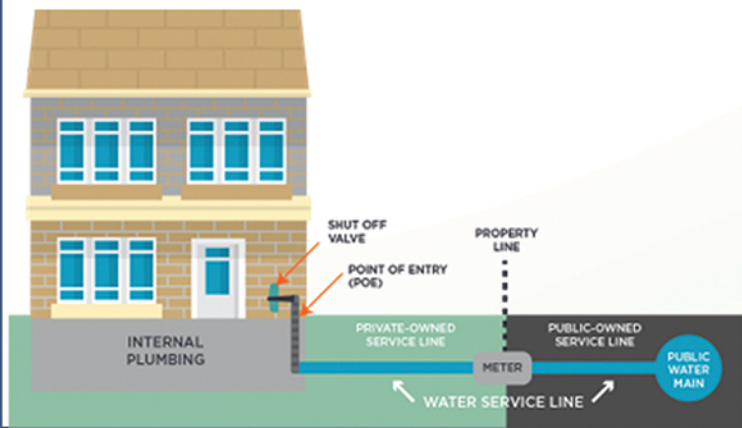 SHUT OFF
VALVE
PROPERTY
LINE
POINT OF ENTRY
(POE)
PRIVATE-OWNED
SERVICE LINE
PUBLIC-OWNED
SERVICE LINE
INTERNAL
PLUMBING
METER
PUBLIC
WATER
MAIN
WATER SERVICE LINE